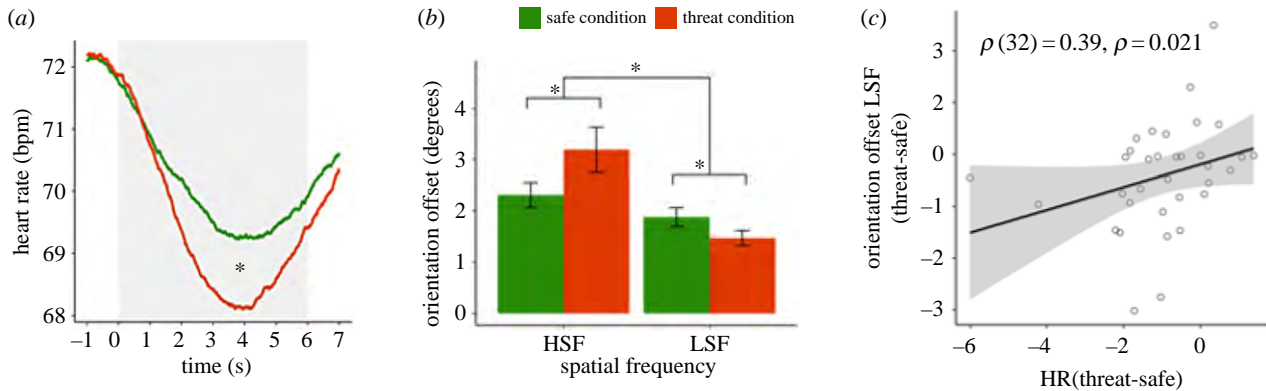 (a)
heart rate (bpm)
72
71
70
69
68
*
–1 0 1 2 3 4 5 6 7
time (s)
(b)
safe condition
threat condition
orientation offset (degrees)
4
3
2
1
0
*
*
*
HSF
LSF
spatial frequency
(c)
ρ(32) = 0.39, ρ = 0.021
orientation offset LSF
(threat-safe)
3
2
0
–1
–2
–3
–6 –4 –2 0
HR(threat-safe)